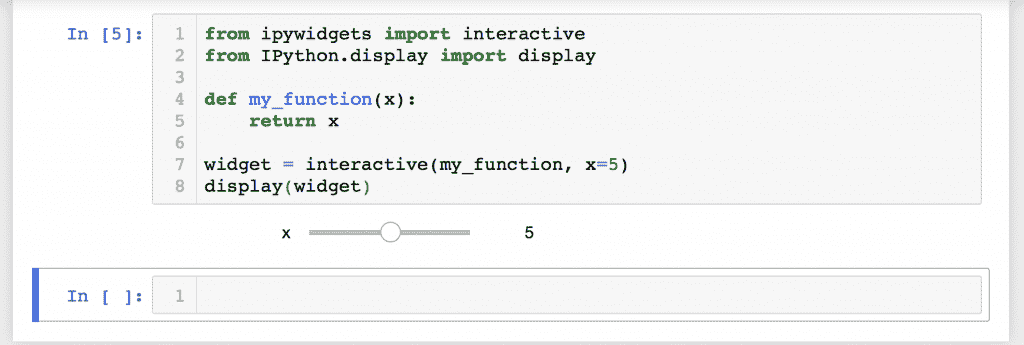 In [5]:
1 from ipywidgets import interactive
2 from IPython.display import display
3
4 def my_function(x):
5     return x
6
7 widget = interactive(my_function, x=5)
8 display(widget)
x 5
In [ ]: 1